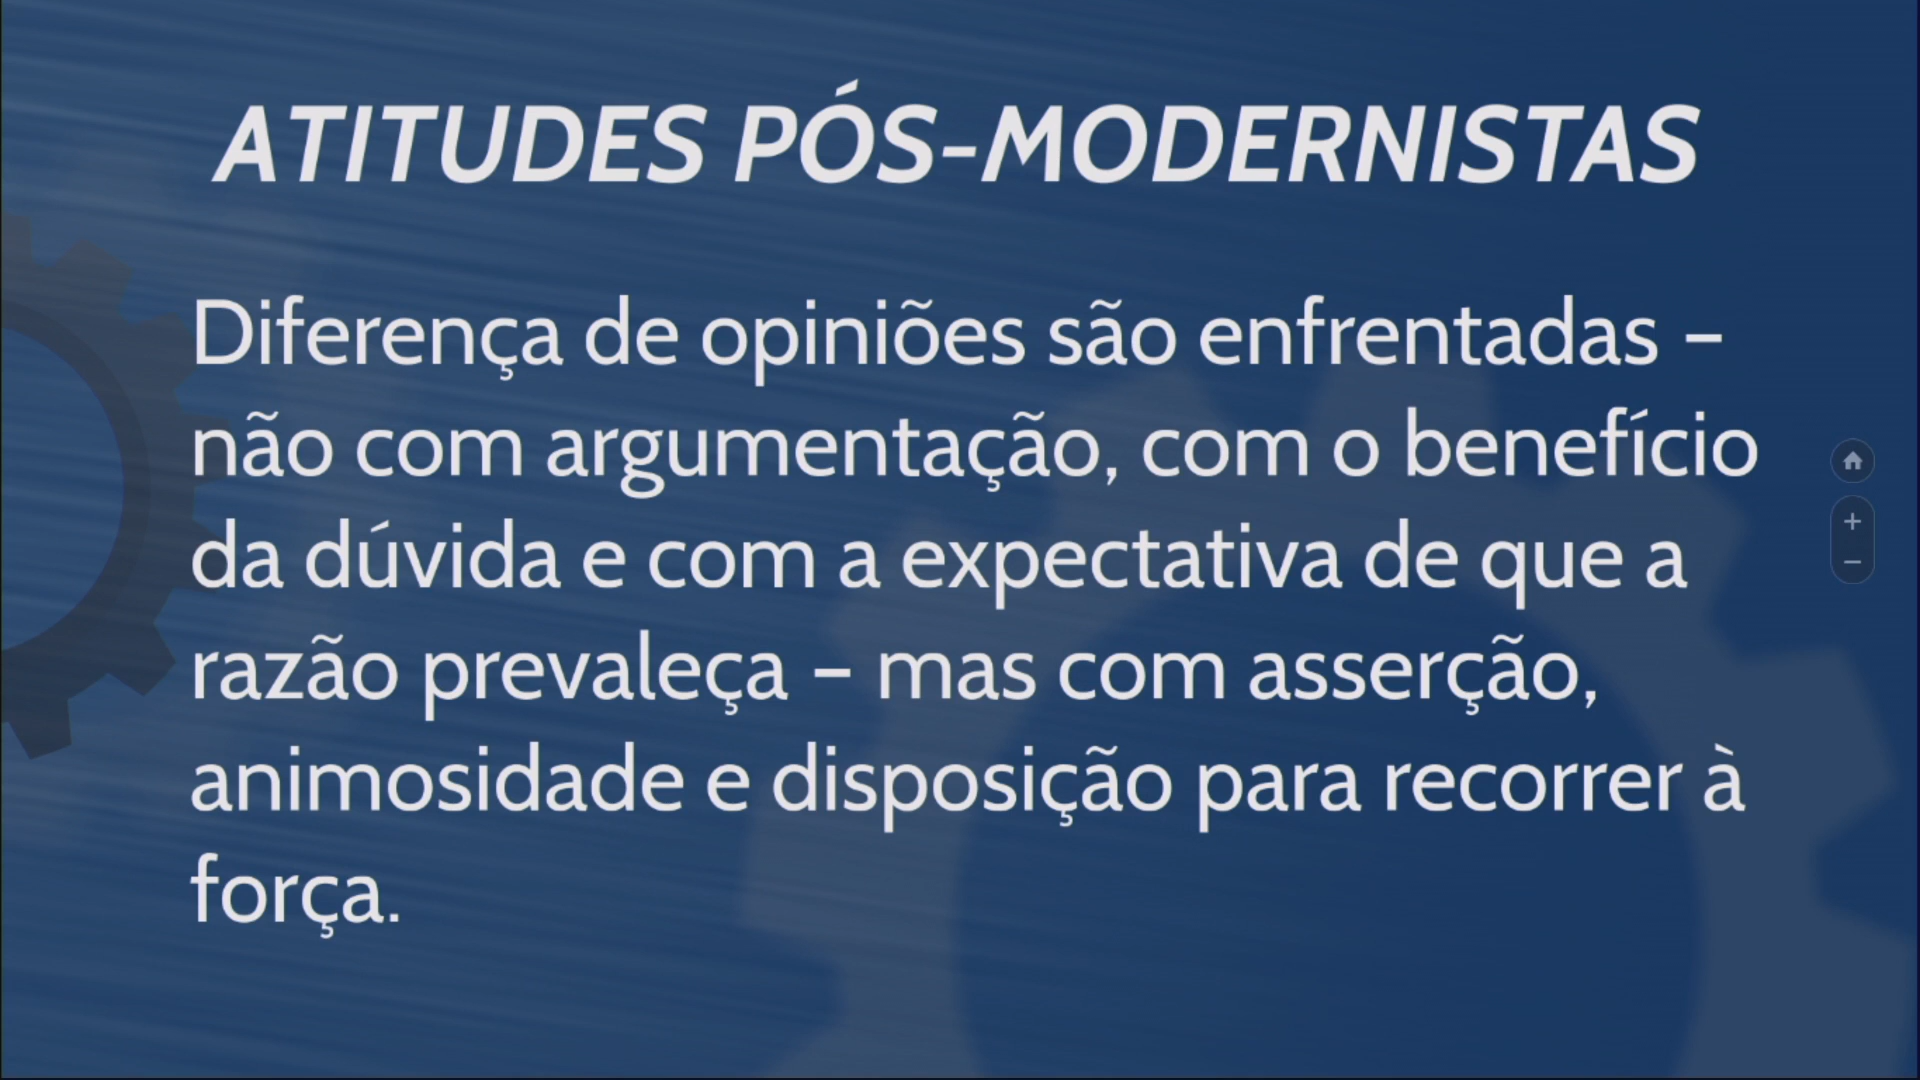 ATITUDES PÓS-MODERNISTAS
Diferença de opiniões são enfrentadas –
não com argumentação, com o benefício
da dúvida e com a expectativa de que a
razão prevaleça – mas com asserção,
animosidade e disposição para recorrer à
força.